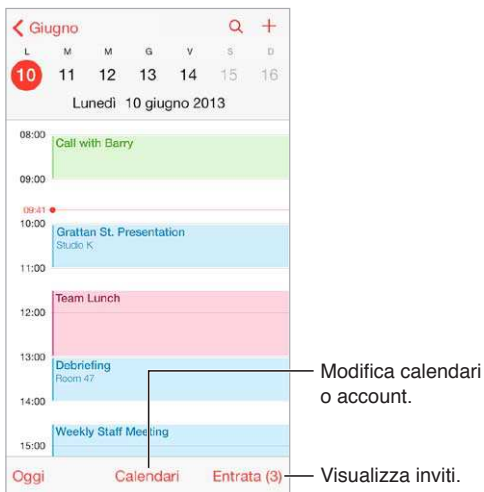 Giugno
L M M G V S D
10 11 12 13 14 15 16
Lunedì 10 giugno 2013
08:00
Call with Barry
09:00
09:41
10:00
Grattan St. Presentation
Studio K
11:00
Team Lunch
12:00
13:00
Debriefing
Room 47
Modifica calendari
o account.
14:00
Weekly Staff Meeting
15:00
Oggi Calendari Entrata (3) Visualizza inviti.